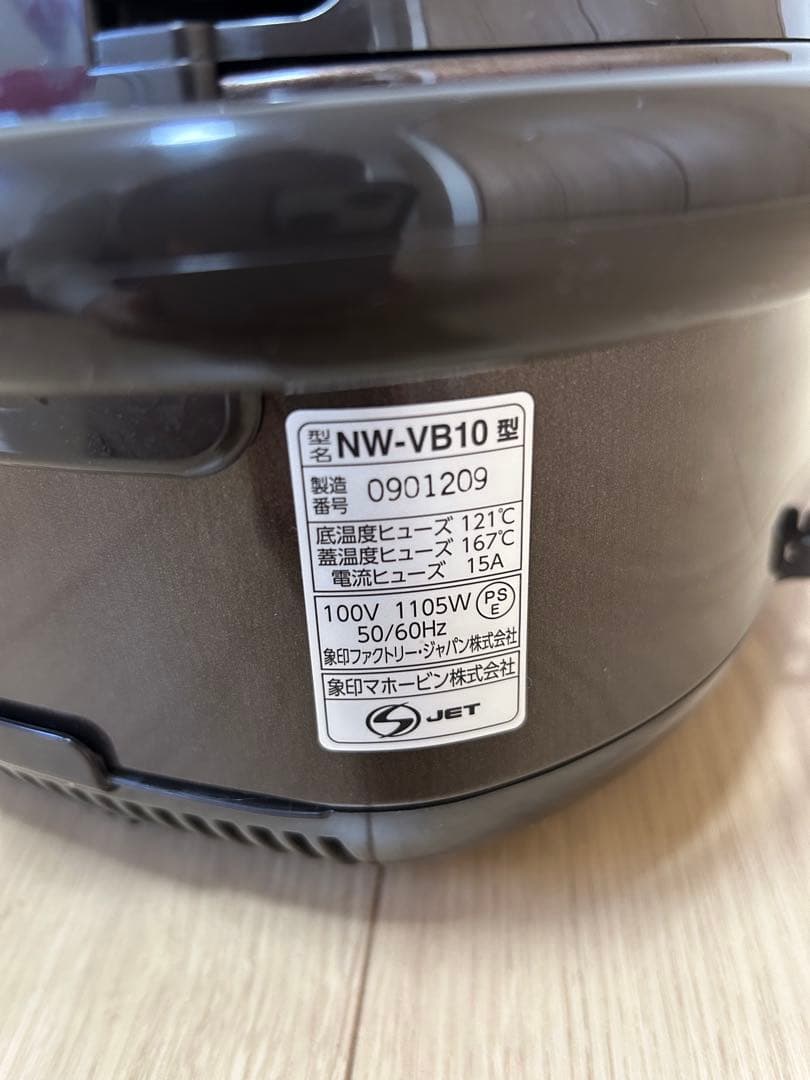 型名 NW-VB10 型
製造番号 0901209
底温度ヒューズ 121℃
蓋温度ヒューズ 167℃
電流ヒューズ 15A
100V 1105W PSE
50/60Hz
象印ファクトリー・ジャパン株式会社
象印マホービン株式会社
S JET